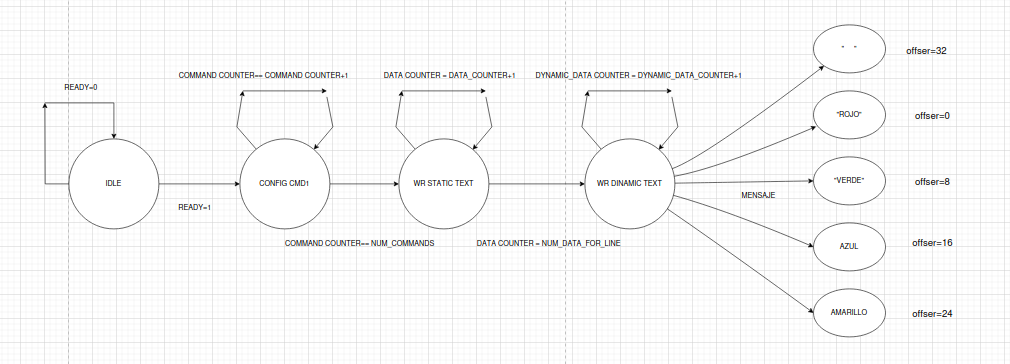 " "
offser=32
COMMAND COUNTER== COMMAND COUNTER+1
DATA COUNTER = DATA_COUNTER+1
DYNAMIC_DATA COUNTER = DYNAMIC_DATA_COUNTER+1
READY=0
"ROJO"
offser=0
IDLE
CONFIG CMD1
WR STATIC TEXT
WR DINAMIC TEXT
"VERDE"
offser=8
MENSAJE
READY=1
COMMAND COUNTER== NUM_COMMANDS
DATA COUNTER = NUM_DATA_FOR_LINE
AZUL
offser=16
AMARILLO
offser=24